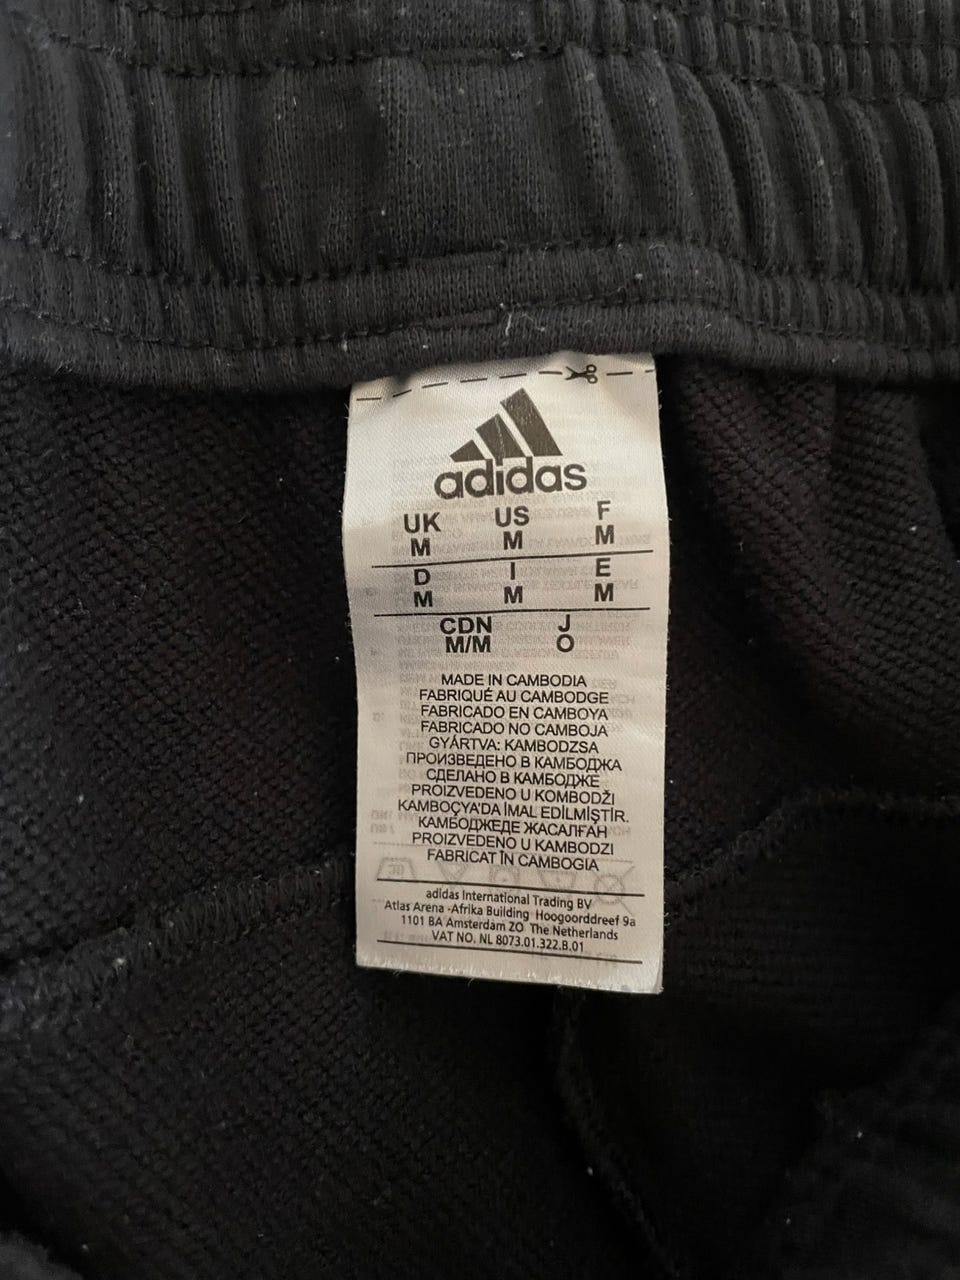 adidas
UK US F
M M M
D I E
M M M
CDN J
M/M O
MADE IN CAMBODIA
FABRIQUÉ AU CAMBODGE
FABRICADO EN CAMBOYA
FABRICADO NO CAMBOJA
GYÁRTVA: KAMBODZSA
ПРОИЗВЕДЕНО В КАМБОДЖА
СДЕЛАНО В КАМБОДЖЕ
PROIZVEDENO U KOMBODŽI
KAMBOÇYA'DA İMAL EDİLMİŞTİR.
КАМБОДЖЕДЕ ЖАСАЛҒАН
PROIZVEDENO U KAMBODZI
FABRICAT ÎN CAMBOGIA
adidas International Trading BV
Atlas Arena -Afrika Building Hoogoorddreef 9a
1101 BA Amsterdam ZO The Netherlands
VAT NO. NL 8073.01.322.B.01